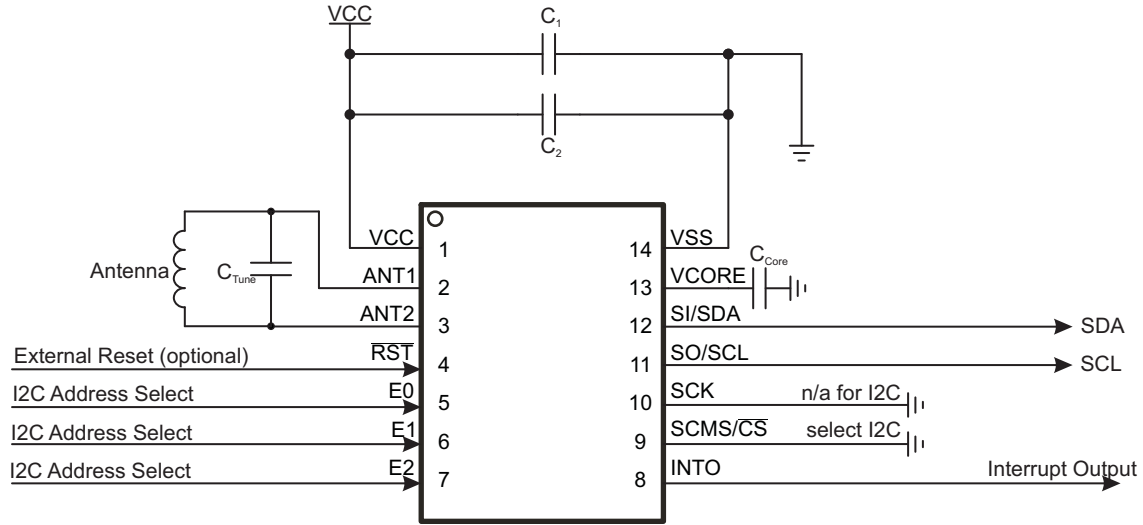 VCC
C1
C2
VCC 1 14 VSS
CCore
Antenna CTune ANT1 2 13 VCORE
ANT2 3 12 SI/SDA SDA
External Reset (optional) RST 4 11 SO/SCL SCL
I2C Address Select E0 5 10 SCK n/a for I2C
I2C Address Select E1 6 9 SCMS/CS select I2C
I2C Address Select E2 7 8 INTO Interrupt Output